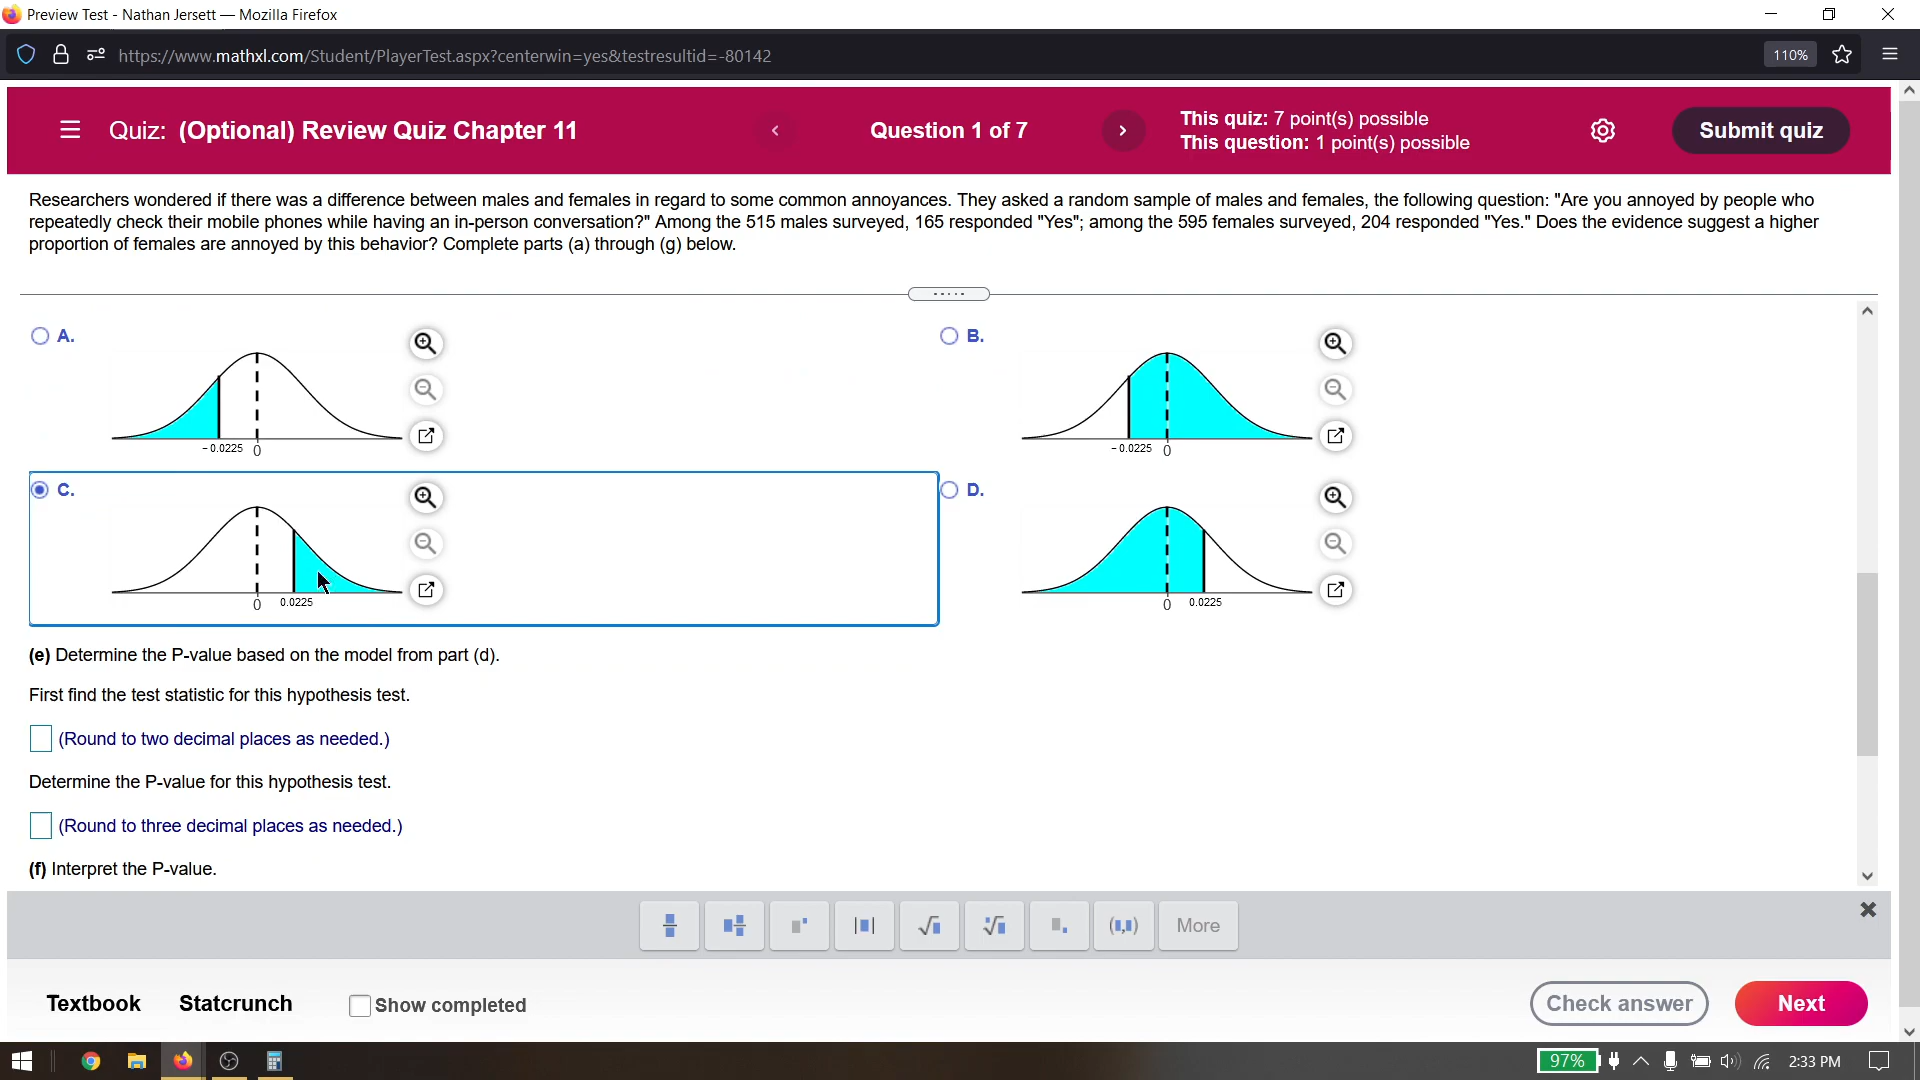 Preview Test - Nathan Jersett — Mozilla Firefox
https://www.mathxl.com/Student/PlayerTest.aspx?centerwin=yes&testresultid=-80142
110%
Quiz: (Optional) Review Quiz Chapter 11
Question 1 of 7
This quiz: 7 point(s) possible
This question: 1 point(s) possible
Submit quiz
Researchers wondered if there was a difference between males and females in regard to some common annoyances. They asked a random sample of males and females, the following question: "Are you annoyed by people who
repeatedly check their mobile phones while having an in-person conversation?" Among the 515 males surveyed, 165 responded "Yes"; among the 595 females surveyed, 204 responded "Yes." Does the evidence suggest a higher
proportion of females are annoyed by this behavior? Complete parts (a) through (g) below.
A.
-0.0225 0
B.
-0.0225 0
C.
0 0.0225
D.
0 0.0225
(e) Determine the P-value based on the model from part (d).
First find the test statistic for this hypothesis test.
(Round to two decimal places as needed.)
Determine the P-value for this hypothesis test.
(Round to three decimal places as needed.)
(f) Interpret the P-value.
More
Textbook
Statcrunch
Show completed
Check answer
Next
97%
2:33 PM